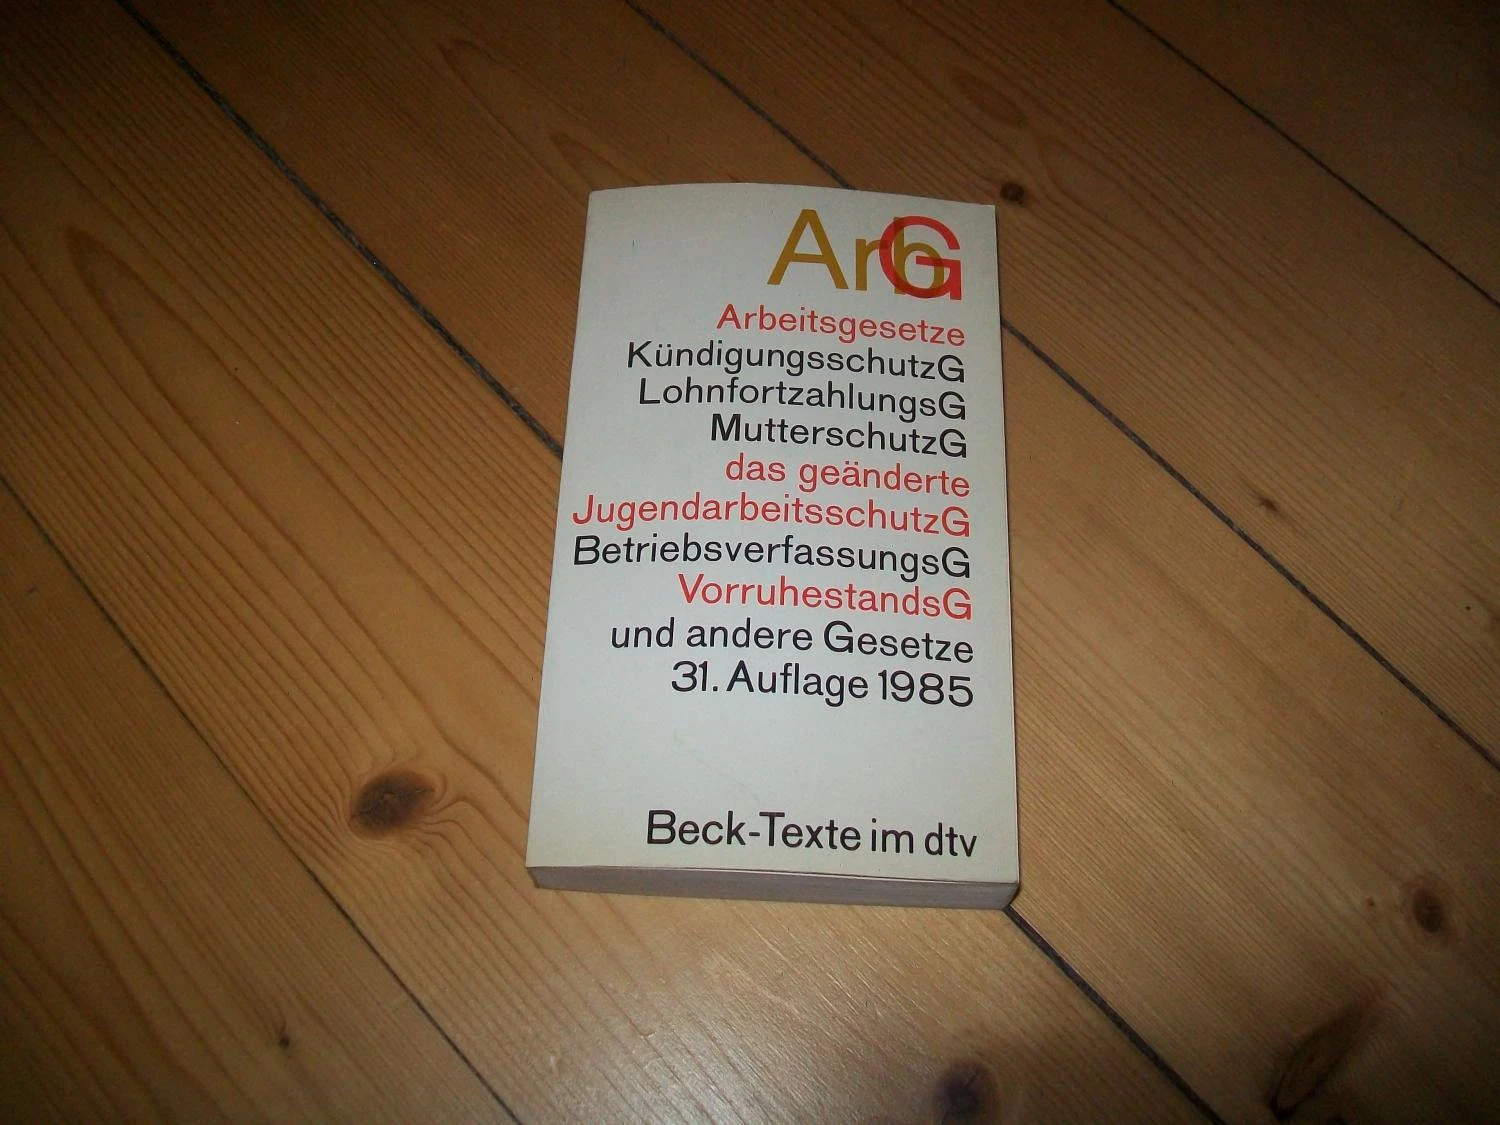 ArbG
Arbeitsgesetze
KündigungsschutzG
LohnfortzahlungsG
MutterschutzG
das geänderte
JugendarbeitsschutzG
BetriebsverfassungsG
VorruhestandsG
und andere Gesetze
31. Auflage 1985
Beck-Texte im dtv